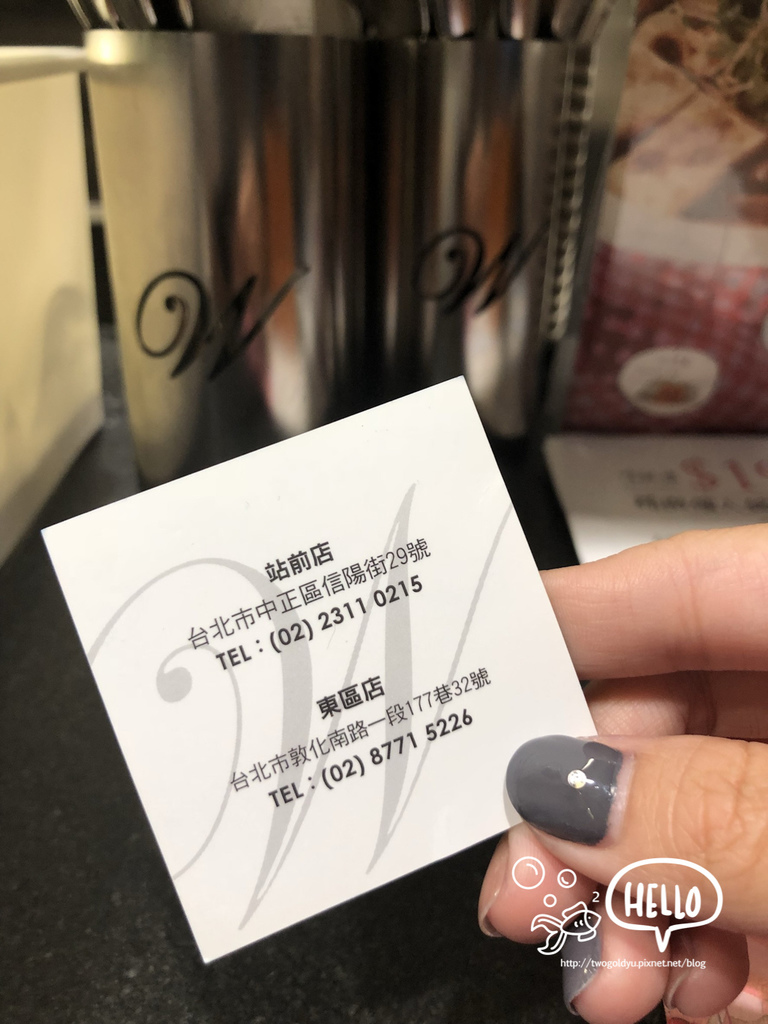 W
W
$1
站前店
台北市中正區信陽街29號
TEL：(02) 2311 0215
東區店
台北市敦化南路一段177巷32號
TEL：(02) 8771 5226
W
2
HELLO
http://twogoldyu.pixnet.net/blog